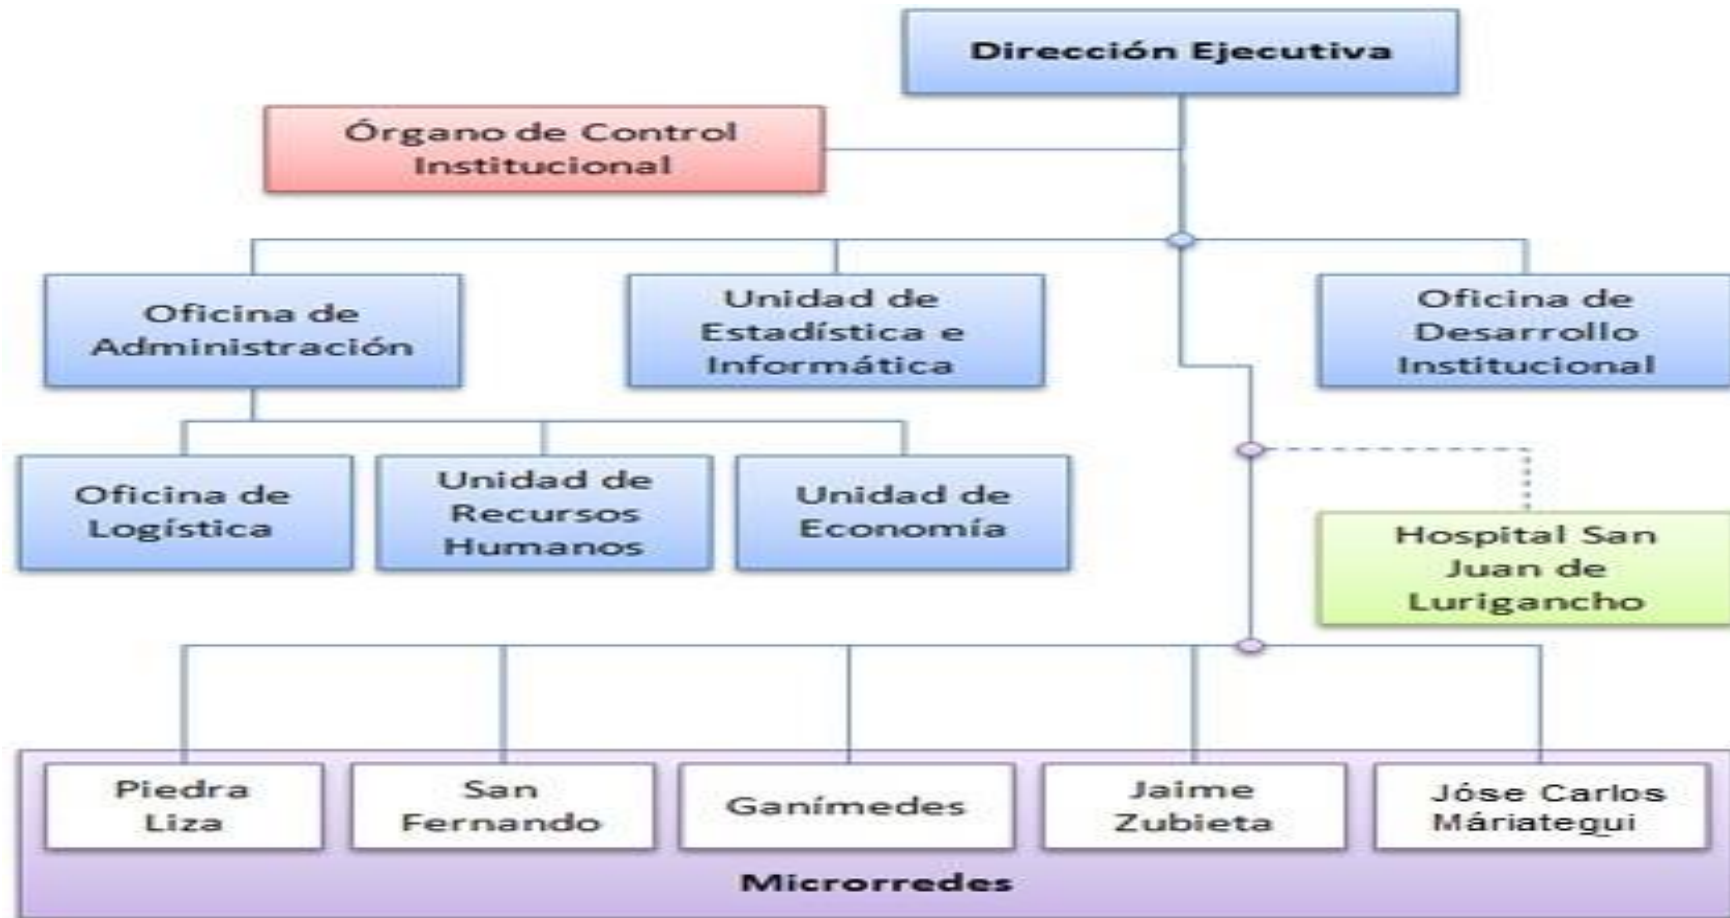 Dirección Ejecutiva
Órgano de Control
Institucional
Oficina de
Administración
Unidad de
Estadística e
Informática
Oficina de
Desarrollo
Institucional
Oficina de
Logística
Unidad de
Recursos
Humanos
Unidad de
Economía
Hospital San
Juan de
Lurigancho
Piedra
Liza
San
Fernando
Ganímedes
Jaime
Zubieta
Jóse Carlos
Máriategui
Microrredes